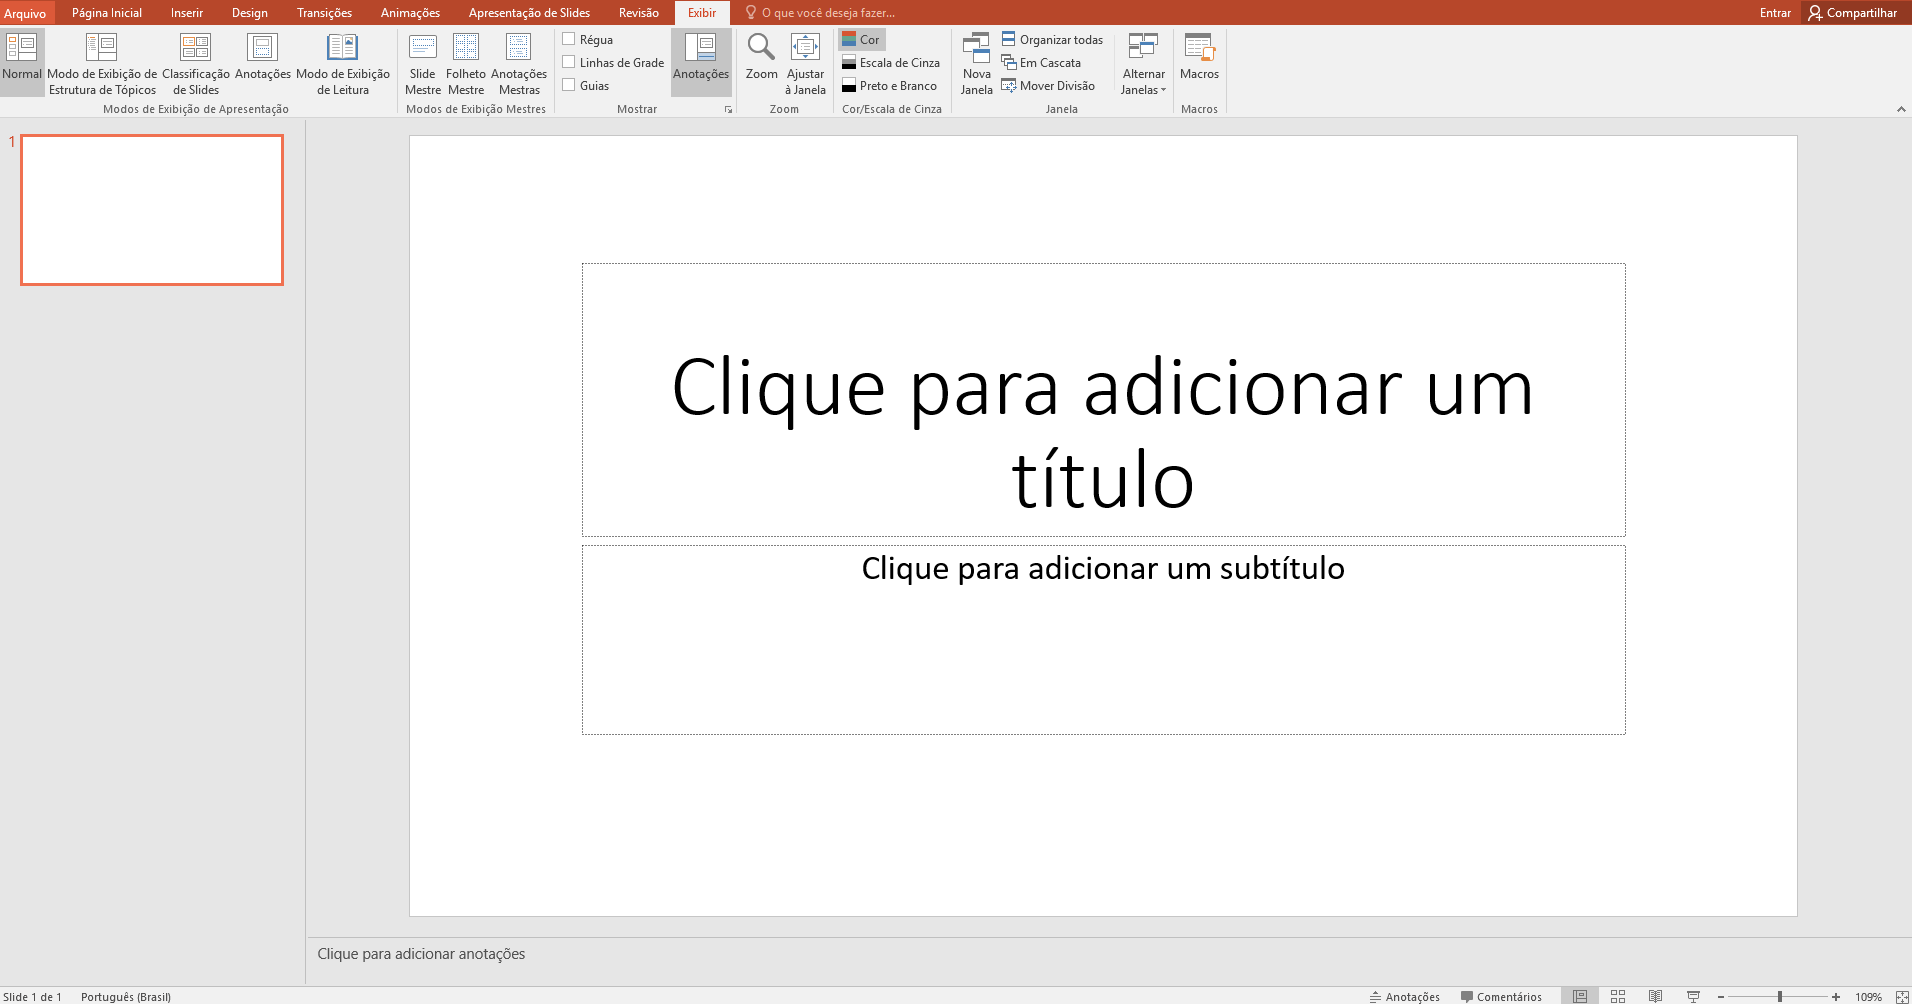 Arquivo Página Inicial Inserir Design Transições Animações Apresentação de Slides Revisão Exibir O que você deseja fazer... Entrar Compartilhar
Normal
Modo de Exibição de
Estrutura de Tópicos
Classificação
de Slides
Anotações
Modo de Exibição
de Leitura
Modos de Exibição de Apresentação
Slide
Mestre
Folheto
Mestre
Anotações
Mestras
Modos de Exibição Mestres
Régua
Linhas de Grade
Guias
Anotações
Mostrar
Zoom
Ajustar
à Janela
Zoom
Cor
Escala de Cinza
Preto e Branco
Cor/Escala de Cinza
Nova
Janela
Organizar todas
Em Cascata
Mover Divisão
Alternar
Janelas
Janela
Macros
Macros
1
Clique para adicionar um
título
Clique para adicionar um subtítulo
Clique para adicionar anotações
Slide 1 de 1 Português (Brasil) Anotações Comentários 109%